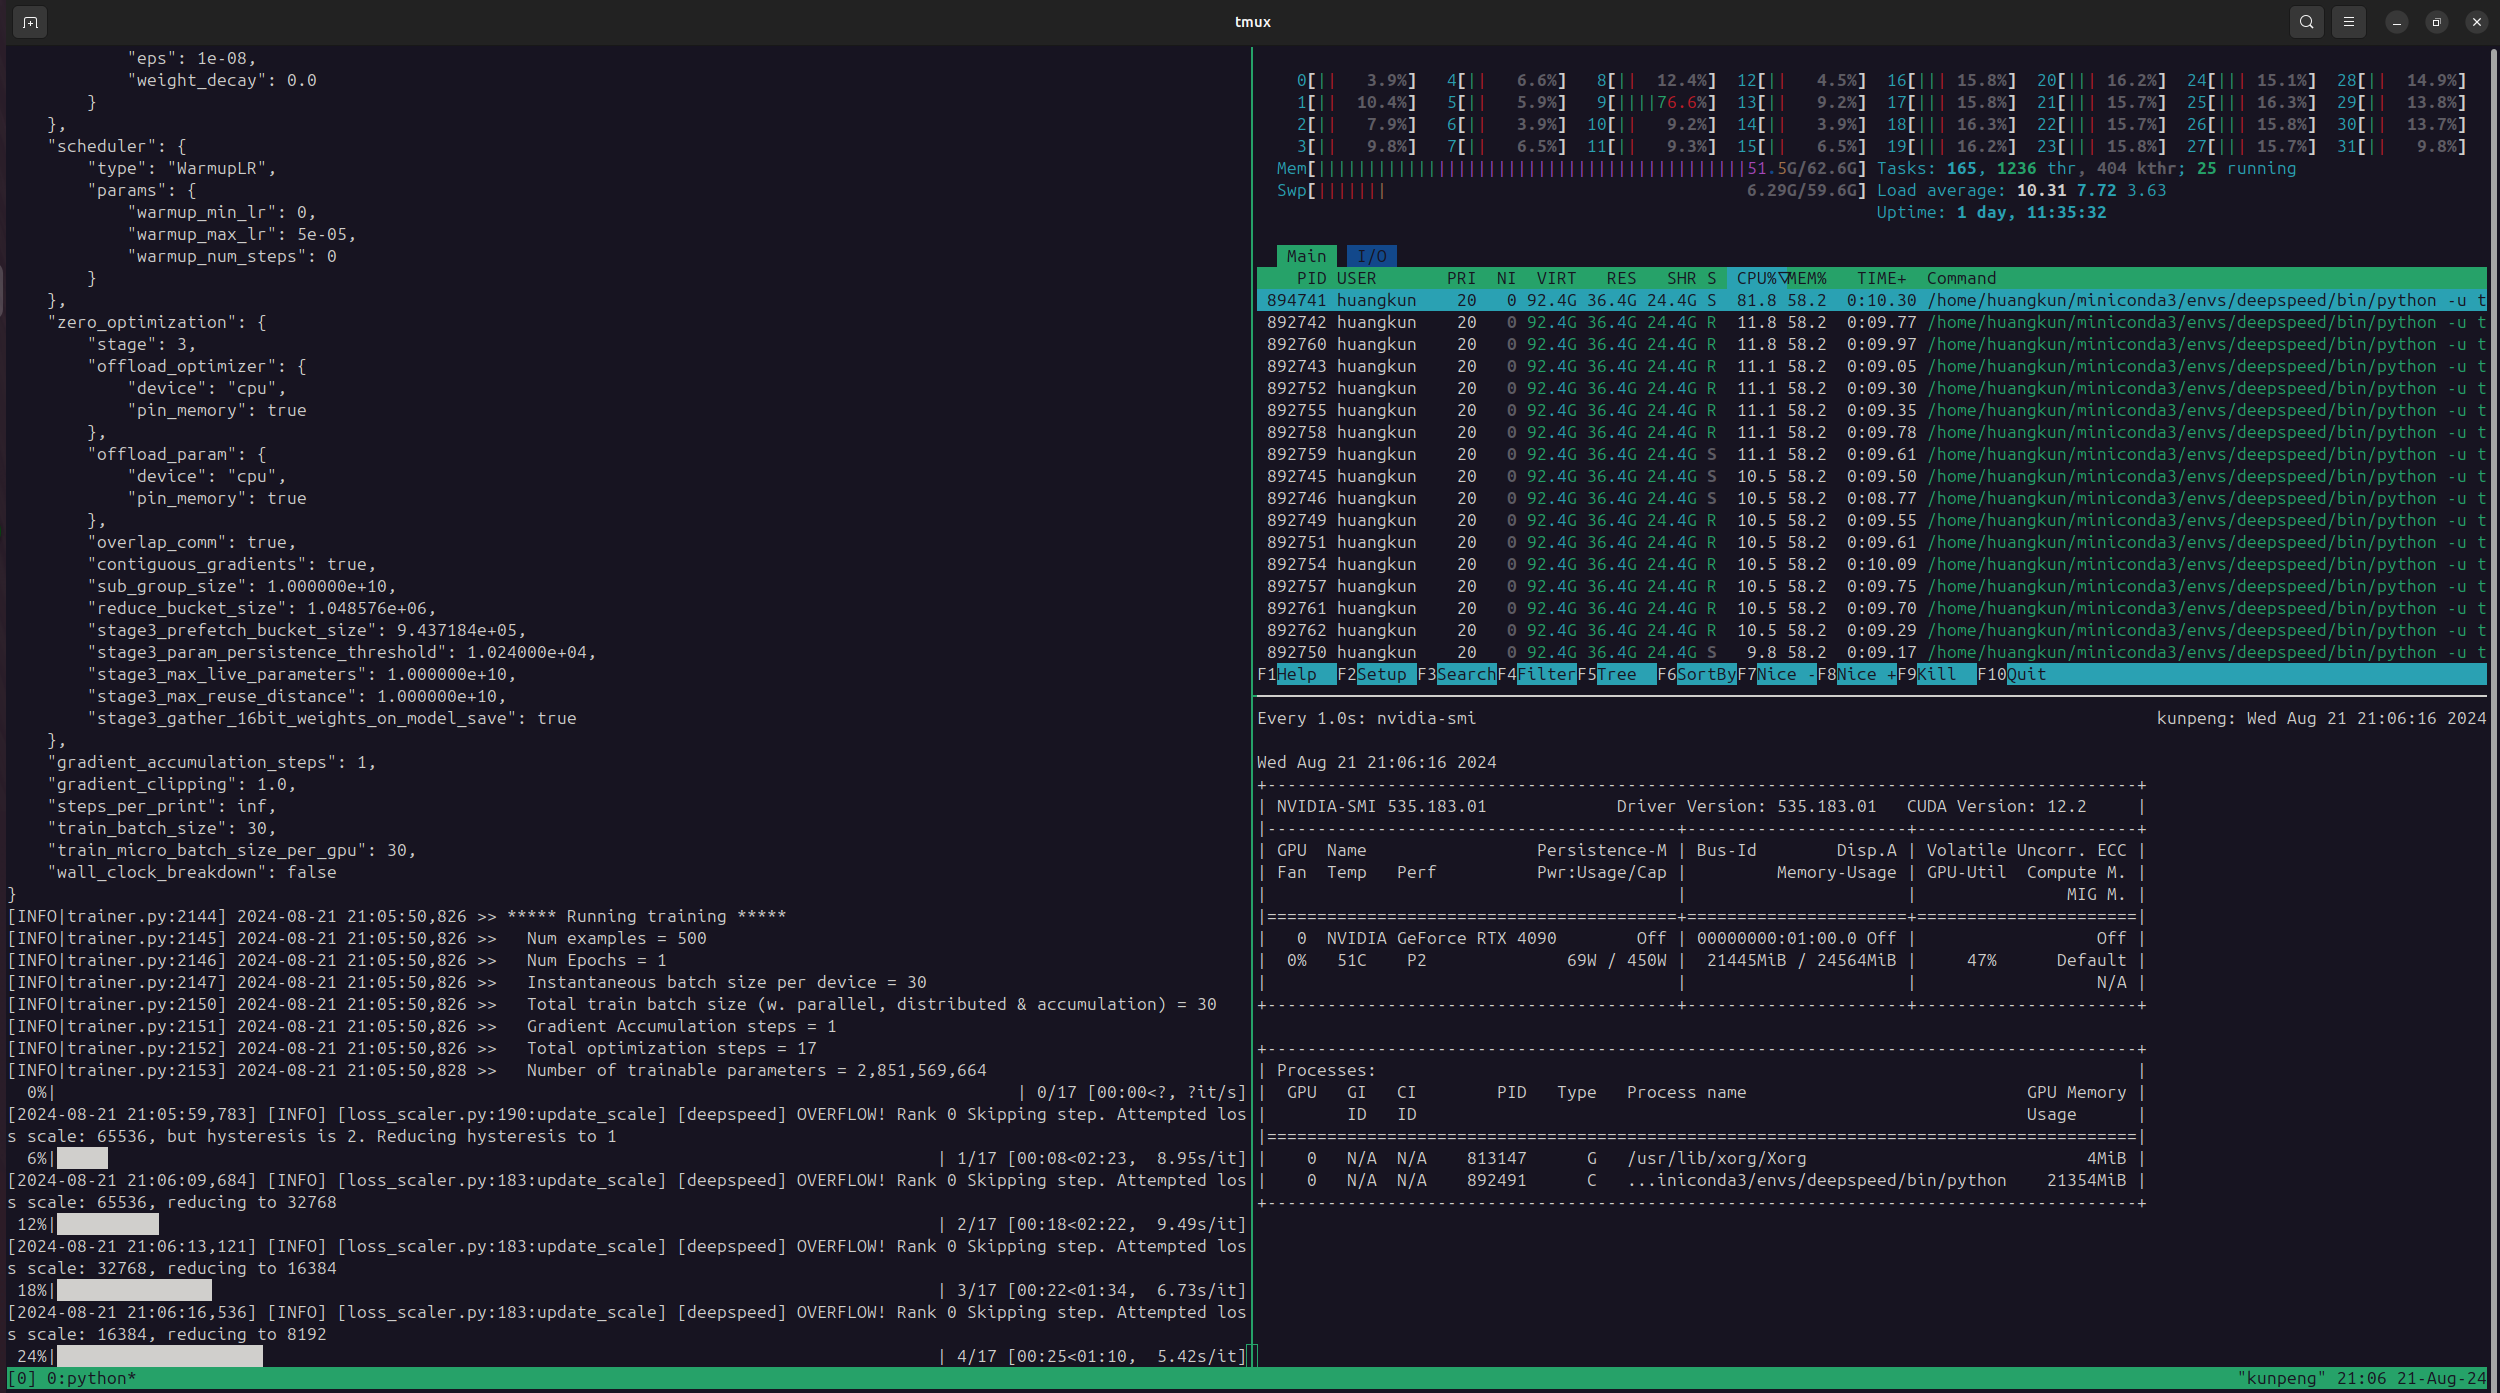 tmux
"eps": 1e-08,
"weight_decay": 0.0
}
},
"scheduler": {
"type": "WarmupLR",
"params": {
"warmup_min_lr": 0,
"warmup_max_lr": 5e-05,
"warmup_num_steps": 0
}
},
"zero_optimization": {
"stage": 3,
"offload_optimizer": {
"device": "cpu",
"pin_memory": true
},
"offload_param": {
"device": "cpu",
"pin_memory": true
},
"overlap_comm": true,
"contiguous_gradients": true,
"sub_group_size": 1.000000e+10,
"reduce_bucket_size": 1.048576e+06,
"stage3_prefetch_bucket_size": 9.437184e+05,
"stage3_param_persistence_threshold": 1.024000e+04,
"stage3_max_live_parameters": 1.000000e+10,
"stage3_max_reuse_distance": 1.000000e+10,
"stage3_gather_16bit_weights_on_model_save": true
},
"gradient_accumulation_steps": 1,
"gradient_clipping": 1.0,
"steps_per_print": inf,
"train_batch_size": 30,
"train_micro_batch_size_per_gpu": 30,
"wall_clock_breakdown": false
}
[INFO|trainer.py:2144] 2024-08-21 21:05:50,826 >> ***** Running training *****
[INFO|trainer.py:2145] 2024-08-21 21:05:50,826 >>   Num examples = 500
[INFO|trainer.py:2146] 2024-08-21 21:05:50,826 >>   Num Epochs = 1
[INFO|trainer.py:2147] 2024-08-21 21:05:50,826 >>   Instantaneous batch size per device = 30
[INFO|trainer.py:2150] 2024-08-21 21:05:50,826 >>   Total train batch size (w. parallel, distributed & accumulation) = 30
[INFO|trainer.py:2151] 2024-08-21 21:05:50,826 >>   Gradient Accumulation steps = 1
[INFO|trainer.py:2152] 2024-08-21 21:05:50,826 >>   Total optimization steps = 17
[INFO|trainer.py:2153] 2024-08-21 21:05:50,828 >>   Number of trainable parameters = 2,851,569,664
0%| | 0/17 [00:00<?, ?it/s]
[2024-08-21 21:05:59,783] [INFO] [loss_scaler.py:190:update_scale] [deepspeed] OVERFLOW! Rank 0 Skipping step. Attempted los
s scale: 65536, but hysteresis is 2. Reducing hysteresis to 1
6%| | 1/17 [00:08<02:23,  8.95s/it]
[2024-08-21 21:06:09,684] [INFO] [loss_scaler.py:183:update_scale] [deepspeed] OVERFLOW! Rank 0 Skipping step. Attempted los
s scale: 65536, reducing to 32768
12%| | 2/17 [00:18<02:22,  9.49s/it]
[2024-08-21 21:06:13,121] [INFO] [loss_scaler.py:183:update_scale] [deepspeed] OVERFLOW! Rank 0 Skipping step. Attempted los
s scale: 32768, reducing to 16384
18%| | 3/17 [00:22<01:34,  6.73s/it]
[2024-08-21 21:06:16,536] [INFO] [loss_scaler.py:183:update_scale] [deepspeed] OVERFLOW! Rank 0 Skipping step. Attempted los
s scale: 16384, reducing to 8192
24%| | 4/17 [00:25<01:10,  5.42s/it]
0[|| 3.9%] 4[|| 6.6%] 8[|| 12.4%] 12[|| 4.5%] 16[||| 15.8%] 20[||| 16.2%] 24[||| 15.1%] 28[|| 14.9%]
1[|| 10.4%] 5[|| 5.9%] 9[||||76.6%] 13[|| 9.2%] 17[||| 15.8%] 21[||| 15.7%] 25[||| 16.3%] 29[|| 13.8%]
2[|| 7.9%] 6[|| 3.9%] 10[|| 9.2%] 14[|| 3.9%] 18[||| 16.3%] 22[||| 15.7%] 26[||| 15.8%] 30[|| 13.7%]
3[|| 9.8%] 7[|| 6.5%] 11[|| 9.3%] 15[|| 6.5%] 19[||| 16.2%] 23[||| 15.8%] 27[||| 15.7%] 31[|| 9.8%]
Mem[|||||||||||||||||||||||||||||||||||||||||||51.5G/62.6G] Tasks: 165, 1236 thr, 404 kthr; 25 running
Swp[||||||| 6.29G/59.6G] Load average: 10.31 7.72 3.63
Uptime: 1 day, 11:35:32
Main I/O
PID USER PRI NI VIRT RES SHR S CPU%▽MEM% TIME+ Command
894741 huangkun 20 0 92.4G 36.4G 24.4G S 81.8 58.2 0:10.30 /home/huangkun/miniconda3/envs/deepspeed/bin/python -u t
892742 huangkun 20 0 92.4G 36.4G 24.4G R 11.8 58.2 0:09.77 /home/huangkun/miniconda3/envs/deepspeed/bin/python -u t
892760 huangkun 20 0 92.4G 36.4G 24.4G R 11.8 58.2 0:09.97 /home/huangkun/miniconda3/envs/deepspeed/bin/python -u t
892743 huangkun 20 0 92.4G 36.4G 24.4G R 11.1 58.2 0:09.05 /home/huangkun/miniconda3/envs/deepspeed/bin/python -u t
892752 huangkun 20 0 92.4G 36.4G 24.4G R 11.1 58.2 0:09.30 /home/huangkun/miniconda3/envs/deepspeed/bin/python -u t
892755 huangkun 20 0 92.4G 36.4G 24.4G R 11.1 58.2 0:09.35 /home/huangkun/miniconda3/envs/deepspeed/bin/python -u t
892758 huangkun 20 0 92.4G 36.4G 24.4G R 11.1 58.2 0:09.78 /home/huangkun/miniconda3/envs/deepspeed/bin/python -u t
892759 huangkun 20 0 92.4G 36.4G 24.4G S 11.1 58.2 0:09.61 /home/huangkun/miniconda3/envs/deepspeed/bin/python -u t
892745 huangkun 20 0 92.4G 36.4G 24.4G S 10.5 58.2 0:09.50 /home/huangkun/miniconda3/envs/deepspeed/bin/python -u t
892746 huangkun 20 0 92.4G 36.4G 24.4G S 10.5 58.2 0:08.77 /home/huangkun/miniconda3/envs/deepspeed/bin/python -u t
892749 huangkun 20 0 92.4G 36.4G 24.4G R 10.5 58.2 0:09.55 /home/huangkun/miniconda3/envs/deepspeed/bin/python -u t
892751 huangkun 20 0 92.4G 36.4G 24.4G R 10.5 58.2 0:09.61 /home/huangkun/miniconda3/envs/deepspeed/bin/python -u t
892754 huangkun 20 0 92.4G 36.4G 24.4G R 10.5 58.2 0:10.09 /home/huangkun/miniconda3/envs/deepspeed/bin/python -u t
892757 huangkun 20 0 92.4G 36.4G 24.4G R 10.5 58.2 0:09.75 /home/huangkun/miniconda3/envs/deepspeed/bin/python -u t
892761 huangkun 20 0 92.4G 36.4G 24.4G R 10.5 58.2 0:09.70 /home/huangkun/miniconda3/envs/deepspeed/bin/python -u t
892762 huangkun 20 0 92.4G 36.4G 24.4G R 10.5 58.2 0:09.29 /home/huangkun/miniconda3/envs/deepspeed/bin/python -u t
892750 huangkun 20 0 92.4G 36.4G 24.4G S 9.8 58.2 0:09.17 /home/huangkun/miniconda3/envs/deepspeed/bin/python -u t
F1Help F2Setup F3SearchF4FilterF5Tree F6SortByF7Nice -F8Nice +F9Kill F10Quit
Every 1.0s: nvidia-smi kunpeng: Wed Aug 21 21:06:16 2024
Wed Aug 21 21:06:16 2024
| NVIDIA-SMI 535.183.01 Driver Version: 535.183.01 CUDA Version: 12.2 |
| GPU Name Persistence-M | Bus-Id Disp.A | Volatile Uncorr. ECC |
| Fan Temp Perf Pwr:Usage/Cap | Memory-Usage | GPU-Util Compute M. |
| | | MIG M. |
| 0 NVIDIA GeForce RTX 4090 Off | 00000000:01:00.0 Off | Off |
| 0% 51C P2 69W / 450W | 21445MiB / 24564MiB | 47% Default |
| | | N/A |
| Processes: |
| GPU GI CI PID Type Process name GPU Memory |
| ID ID Usage |
| 0 N/A N/A 813147 G /usr/lib/xorg/Xorg 4MiB |
| 0 N/A N/A 892491 C ...iniconda3/envs/deepspeed/bin/python 21354MiB |
[0] 0:python* "kunpeng" 21:06 21-Aug-24